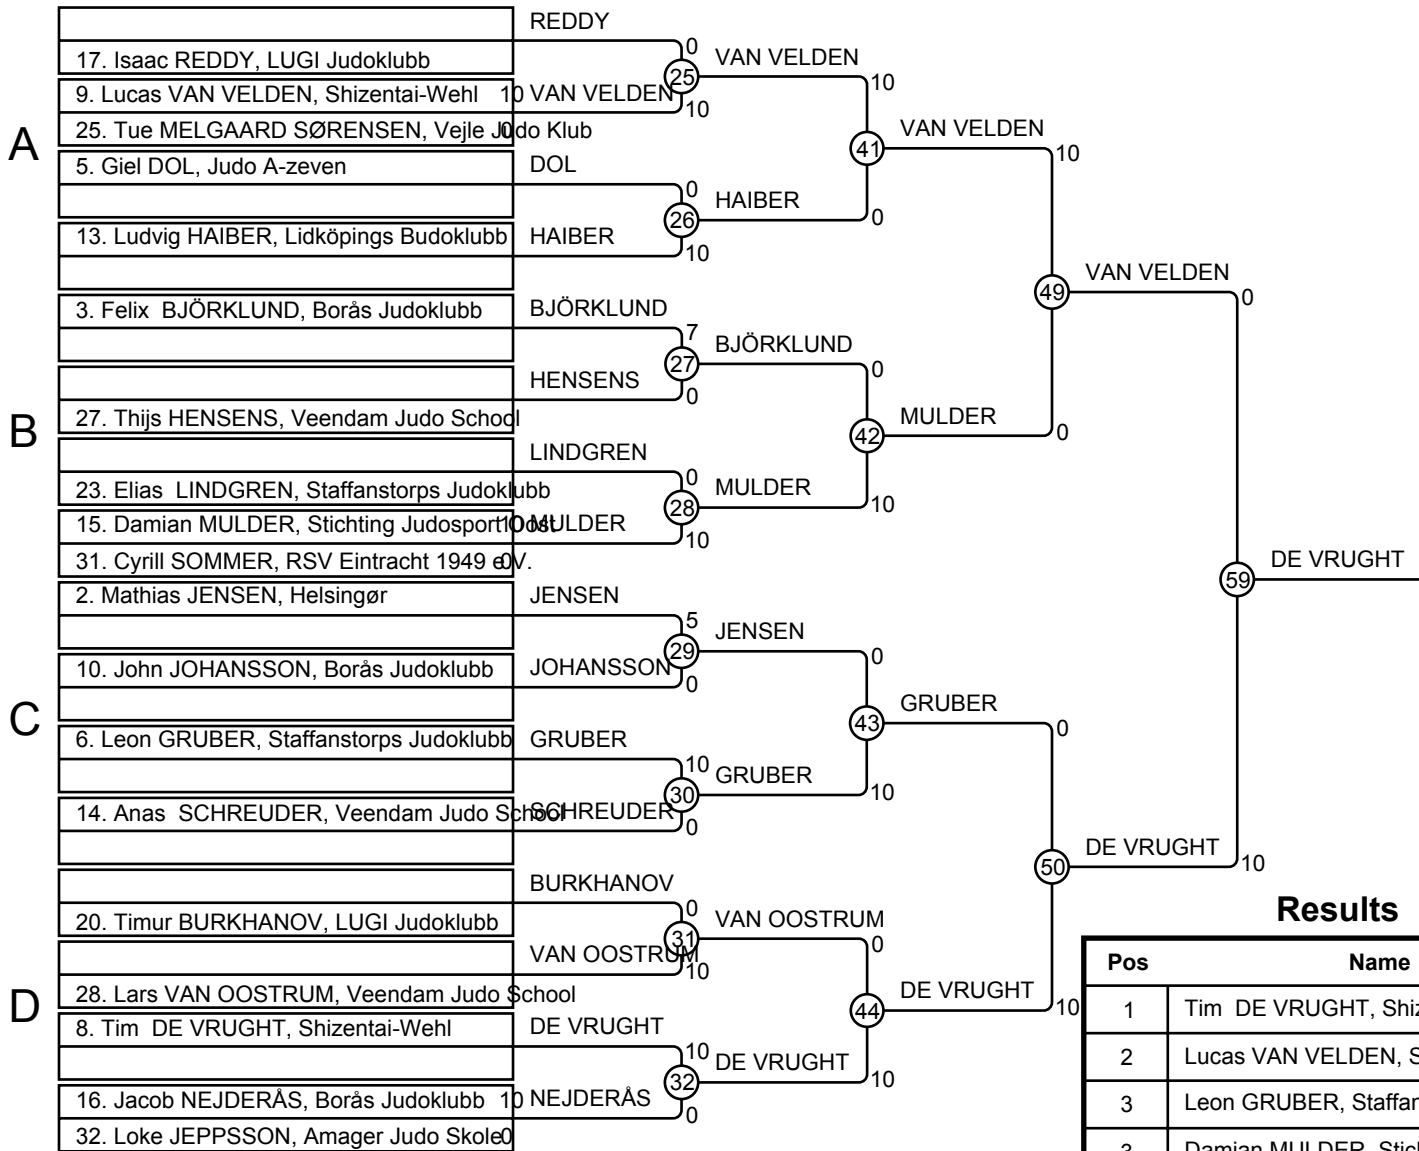 REDDY
0
17. Isaac REDDY, LUGI Judoklubb
25
VAN VELDEN
10
9. Lucas VAN VELDEN, Shizentai-Wehl 10 VAN VELDEN
10
25. Tue MELGAARD SØRENSEN, Vejle Judo Klub 0
A
VAN VELDEN
41
10
5. Giel DOL, Judo A-zeven DOL
0
26
HAIBER
0
13. Ludvig HAIBER, Lidköpings Budoklubb HAIBER
10
VAN VELDEN
49
0
3. Felix BJÖRKLUND, Borås Judoklubb BJÖRKLUND
7
27
BJÖRKLUND
0
HENSENS
0
27. Thijs HENSENS, Veendam Judo School
B
MULDER
42
0
LINDGREN
0
23. Elias LINDGREN, Staffanstorps Judoklubb
28
MULDER
10
15. Damian MULDER, Stichting Judosport Oost 10 MULDER
10
31. Cyrill SOMMER, RSV Eintracht 1949 e.V. 0
DE VRUGHT
59
2. Mathias JENSEN, Helsingør JENSEN
5
29
JENSEN
0
10. John JOHANSSON, Borås Judoklubb JOHANSSON
0
C
GRUBER
43
0
6. Leon GRUBER, Staffanstorps Judoklubb GRUBER
10
30
GRUBER
10
14. Anas SCHREUDER, Veendam Judo School SCHREUDER
0
DE VRUGHT
50
10
BURKHANOV
0
20. Timur BURKHANOV, LUGI Judoklubb
31
VAN OOSTRUM
0
VAN OOSTRUM
10
28. Lars VAN OOSTRUM, Veendam Judo School
D
DE VRUGHT
44
10
8. Tim DE VRUGHT, Shizentai-Wehl DE VRUGHT
10
32
DE VRUGHT
10
16. Jacob NEJDERÅS, Borås Judoklubb 10 NEJDERÅS
0
32. Loke JEPPSSON, Amager Judo Skole 0
Results
Pos Name
1 Tim DE VRUGHT, Shiz
2 Lucas VAN VELDEN, S
3 Leon GRUBER, Staffan
3 Damian MULDER, Stich